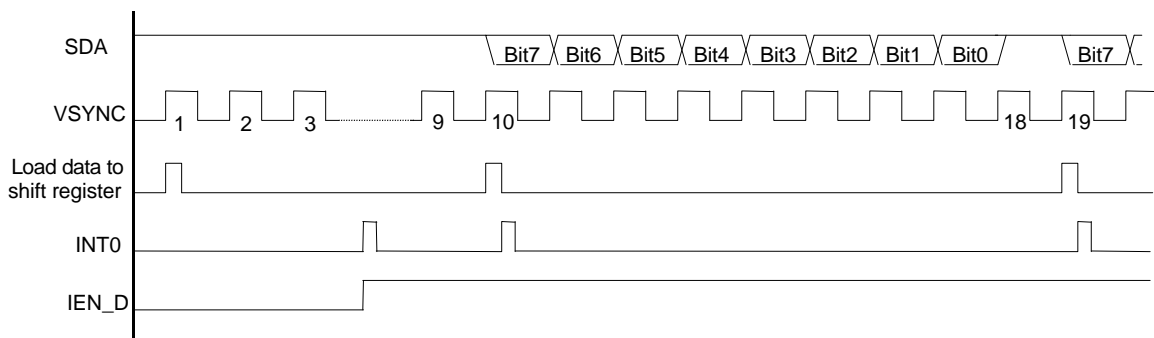 SDA
Bit7 Bit6 Bit5 Bit4 Bit3 Bit2 Bit1 Bit0 Bit7
VSYNC
1 2 3 9 10 18 19
Load data to
shift register
INT0
IEN_D